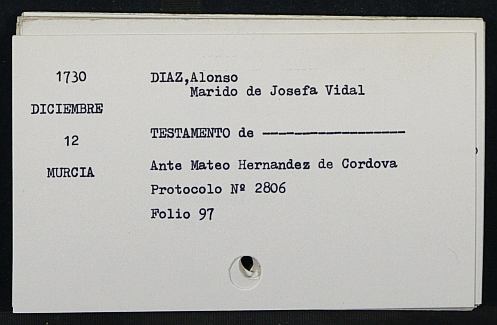 1730
DICIEMBRE
12
MURCIA
DIAZ,Alonso
Marido de Josefa Vidal
TESTAMENTO de ------------------
Ante Mateo Hernandez de Cordova
Protocolo Nº 2806
Folio 97